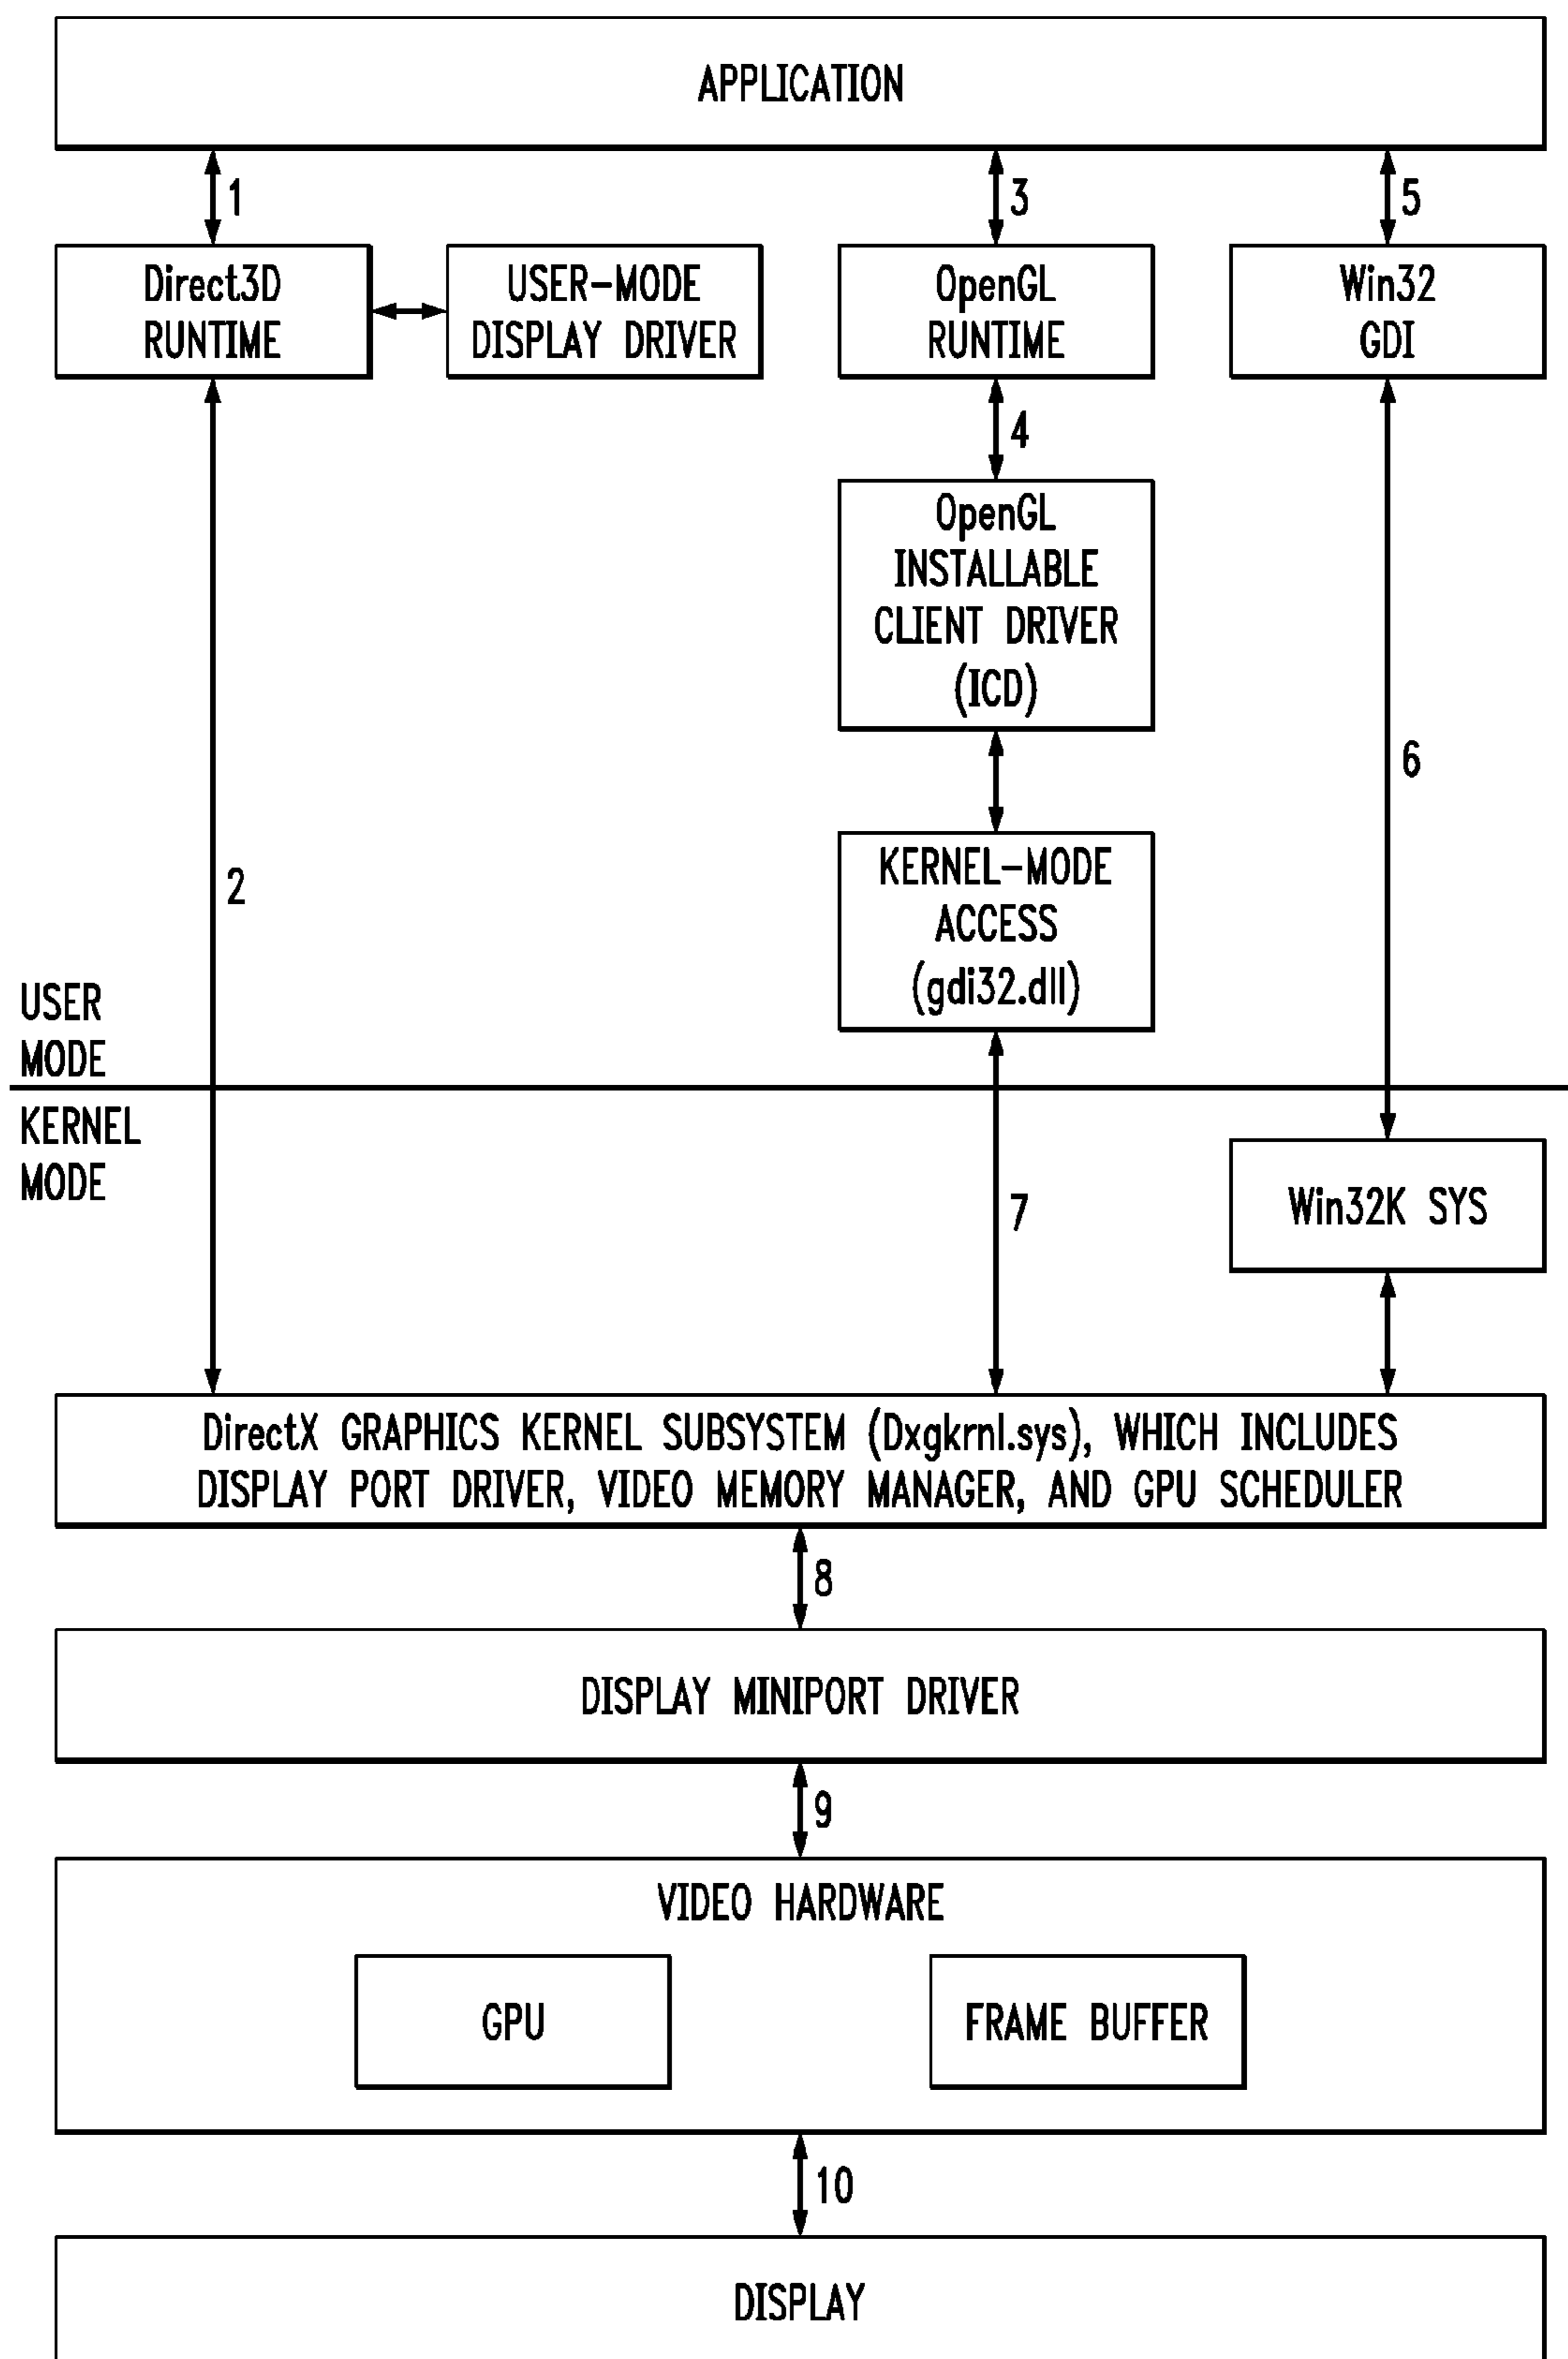 APPLICATION
1
3
5
Direct3D
RUNTIME
USER-MODE
DISPLAY DRIVER
OpenGL
RUNTIME
Win32
GDI
4
OpenGL
INSTALLABLE
CLIENT DRIVER
(ICD)
6
2
KERNEL-MODE
ACCESS
(gdi32.dll)
USER
MODE
KERNEL
MODE
7
Win32K SYS
DirectX GRAPHICS KERNEL SUBSYSTEM (Dxgkrnl.sys), WHICH INCLUDES
DISPLAY PORT DRIVER, VIDEO MEMORY MANAGER, AND GPU SCHEDULER
8
DISPLAY MINIPORT DRIVER
9
VIDEO HARDWARE
GPU
FRAME BUFFER
10
DISPLAY